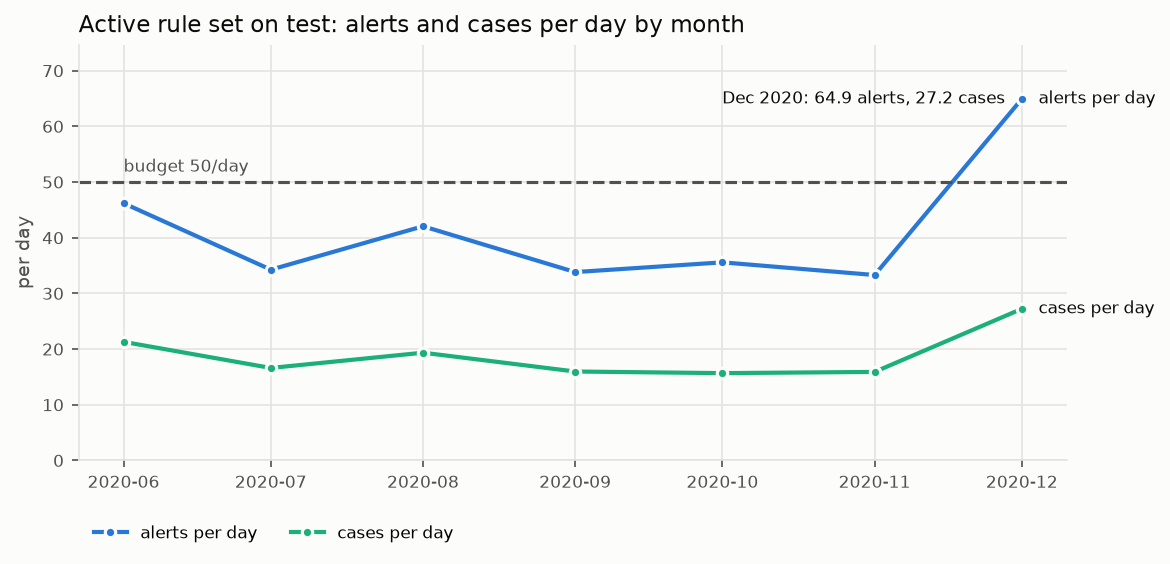 Active rule set on test: alerts and cases per day by month
70
60
50
40
30
20
10
0
per day
budget 50/day
Dec 2020: 64.9 alerts, 27.2 cases
alerts per day
cases per day
2020-06 2020-07 2020-08 2020-09 2020-10 2020-11 2020-12
alerts per day cases per day